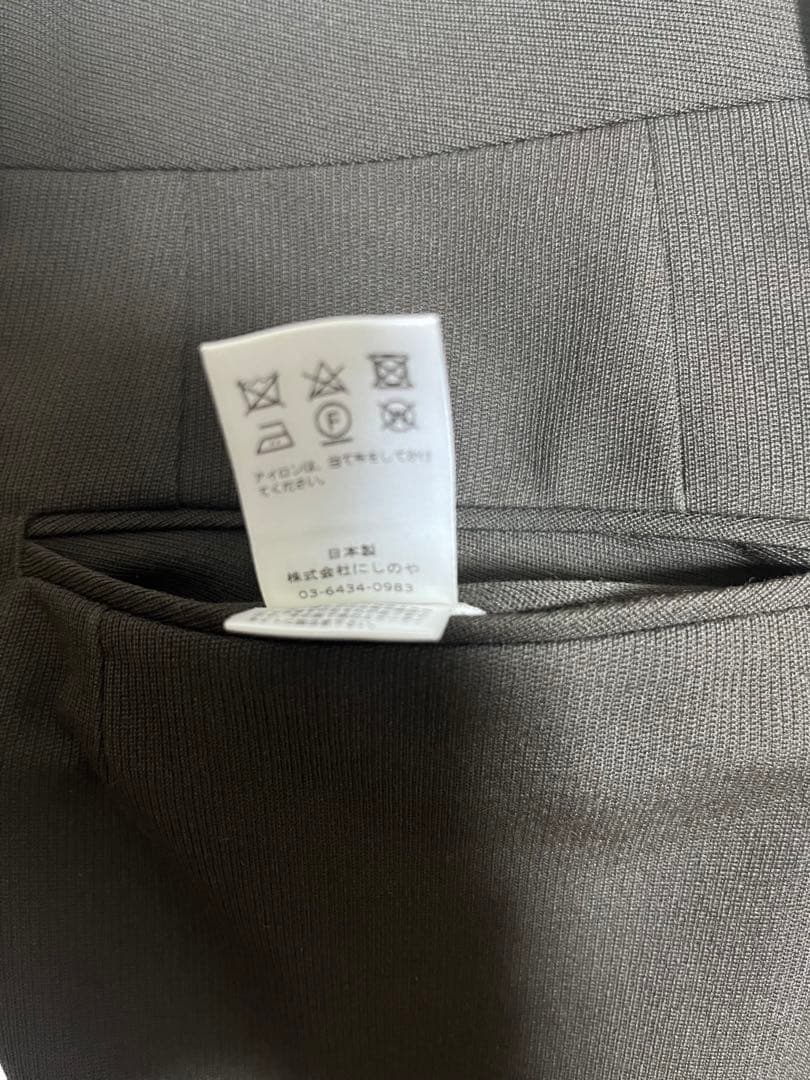 F
アイロンは、当て布をしてかけ
てください。
日本製
株式会社にしのや
03-6434-0983